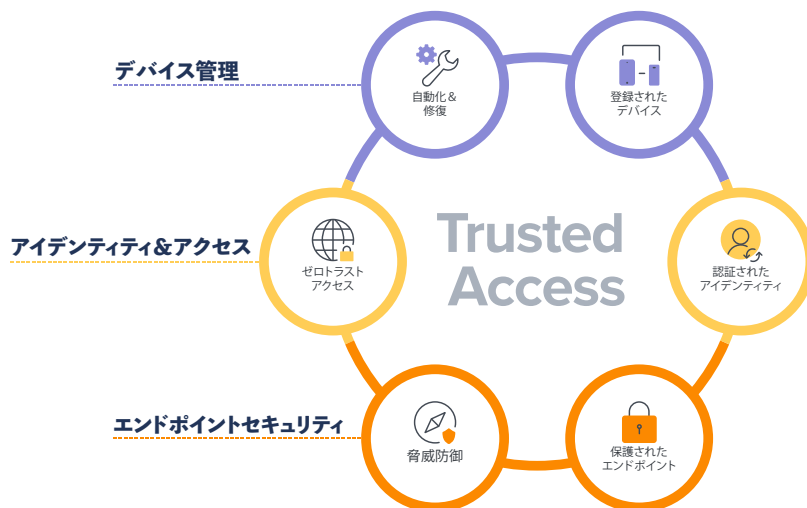 デバイス管理
自動化&
修復
登録された
デバイス
アイデンティティ&アクセス
ゼロトラスト
アクセス
Trusted
Access
認証された
アイデンティティ
エンドポイントセキュリティ
脅威防御
保護された
エンドポイント